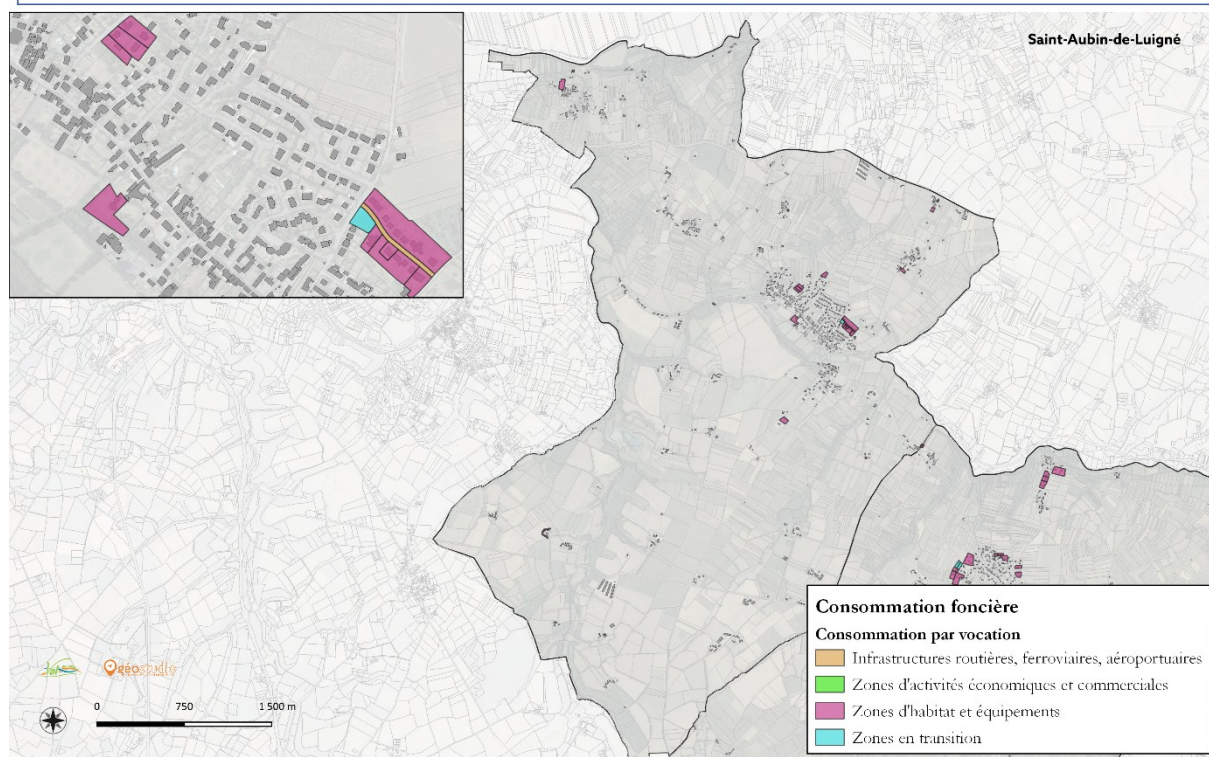 Saint-Aubin-de-Luigné
Consommation foncière
Consommation par vocation
Infrastructures routières, ferroviaires, aéroportuaires
Zones d'activités économiques et commerciales
Zones d'habitat et équipements
Zones en transition
géostudio
0 750 1 500 m